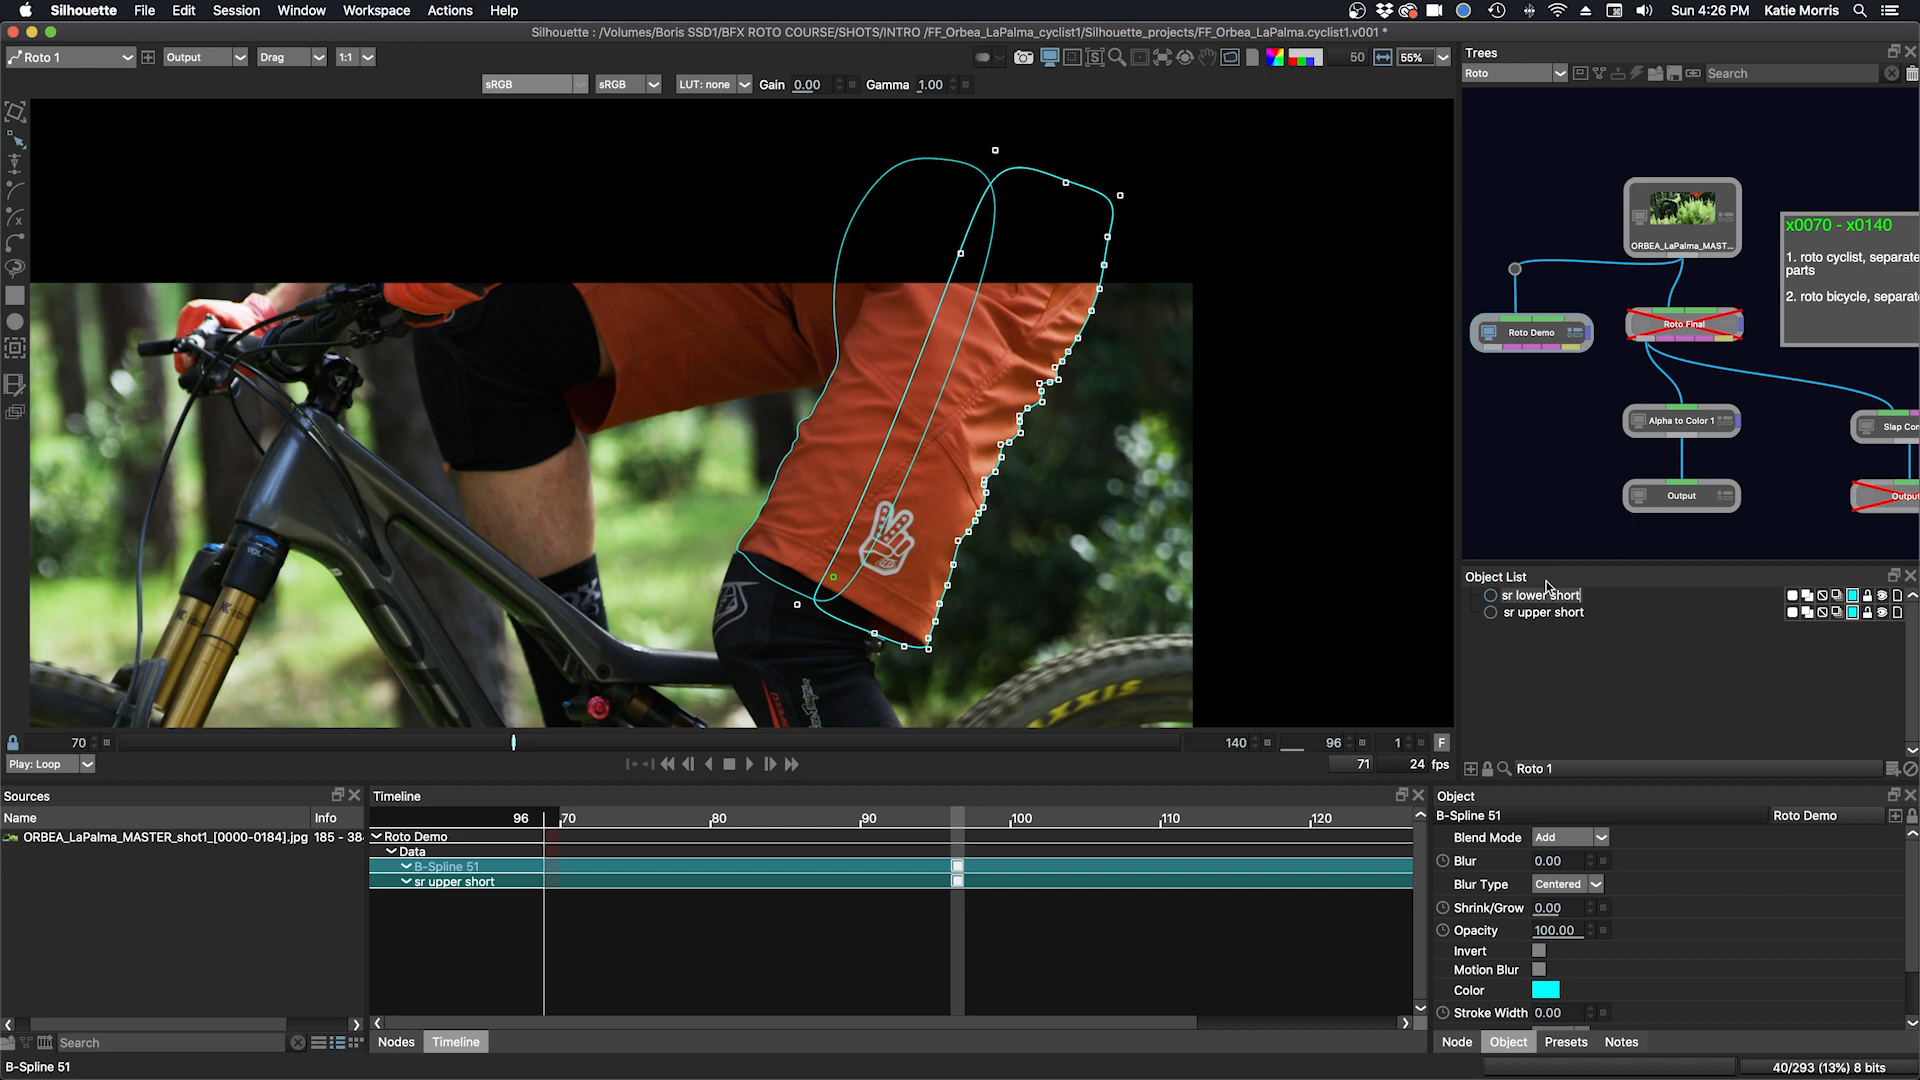 Silhouette File Edit Session Window Workspace Actions Help Sun 4:26 PM Katie Morris
Silhouette : /Volumes/Boris SSD1/BFX ROTO COURSE/SHOTS/INTRO /FF_Orbea_LaPalma_cyclist1/Silhouette_projects/FF_Orbea_LaPalma.cyclist1.v001 *
Roto 1 Output Drag 1:1 50 55%
sRGB sRGB LUT: none Gain 0.00 Gamma 1.00
Trees
Roto Search
ORBEA_LaPalma_MAST...
x0070 - x0140
1. roto cyclist, separate
parts
2. roto bicycle, separat
Roto Demo
Roto Final
Alpha to Color 1
Slap Con
Output
Output
Object List
sr lower short
sr upper short
Roto 1
70 140 96 1 F
Play: Loop 71 24 fps
Sources
Name Info
ORBEA_LaPalma_MASTER_shot1_[0000-0184].jpg 185 - 38
Search
Timeline
96 70 80 90 100 110 120
Roto Demo
Data
B-Spline 51
sr upper short
Nodes Timeline
Object
B-Spline 51 Roto Demo
Blend Mode Add
Blur 0.00
Blur Type Centered
Shrink/Grow 0.00
Opacity 100.00
Invert
Motion Blur
Color
Stroke Width 0.00
Node Object Presets Notes
B-Spline 51
40/293 (13%) 8 bits
MAXXIS